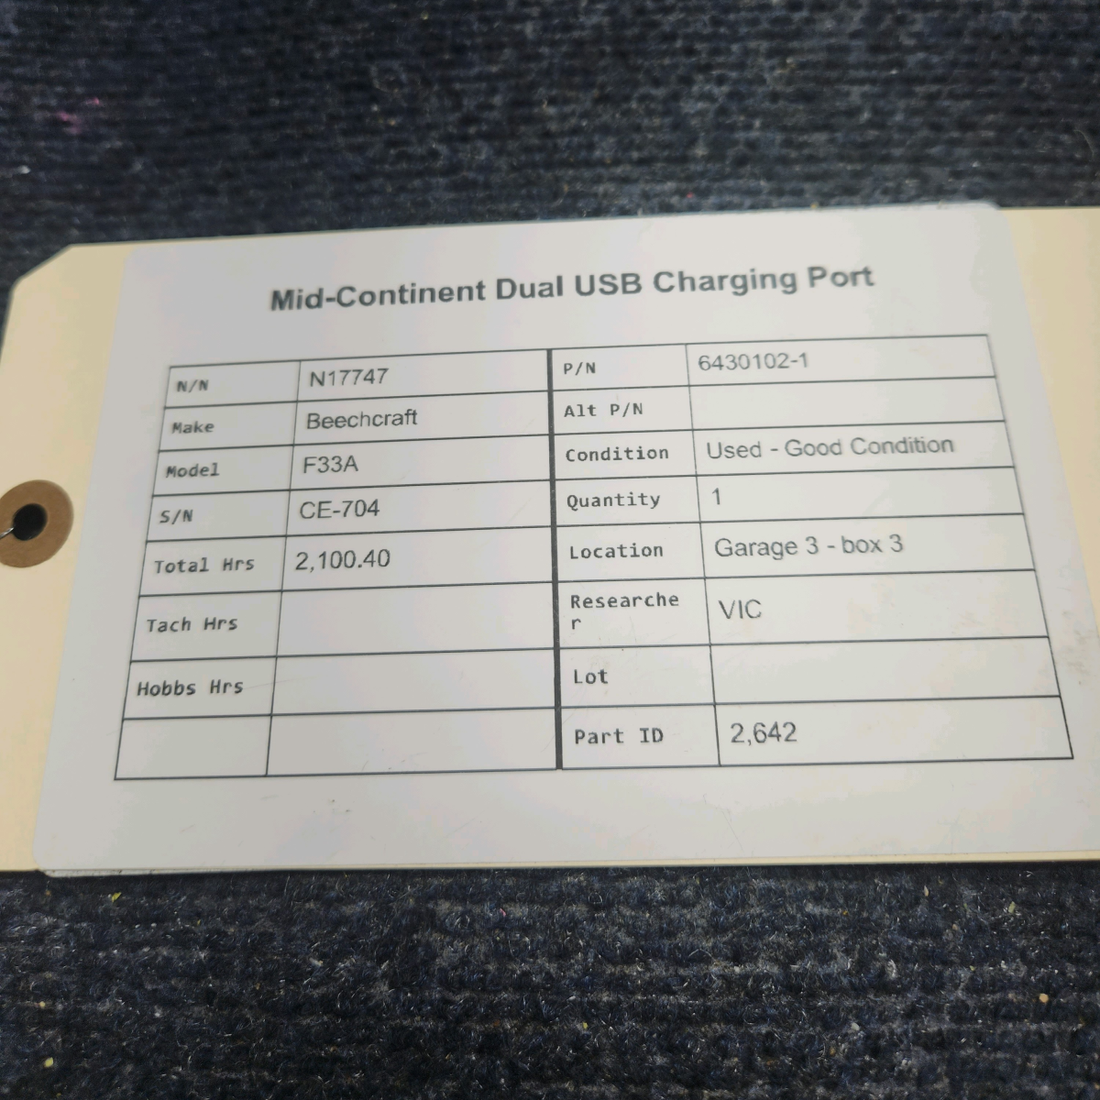 Mid-Continent Dual USB Charging Port
N/N N17747 P/N 6430102-1
Make Beechcraft Alt P/N
Model F33A Condition Used - Good Condition
S/N CE-704 Quantity 1
Total Hrs 2,100.40 Location Garage 3 - box 3
Tach Hrs Researche
r VIC
Hobbs Hrs Lot
Part ID 2,642